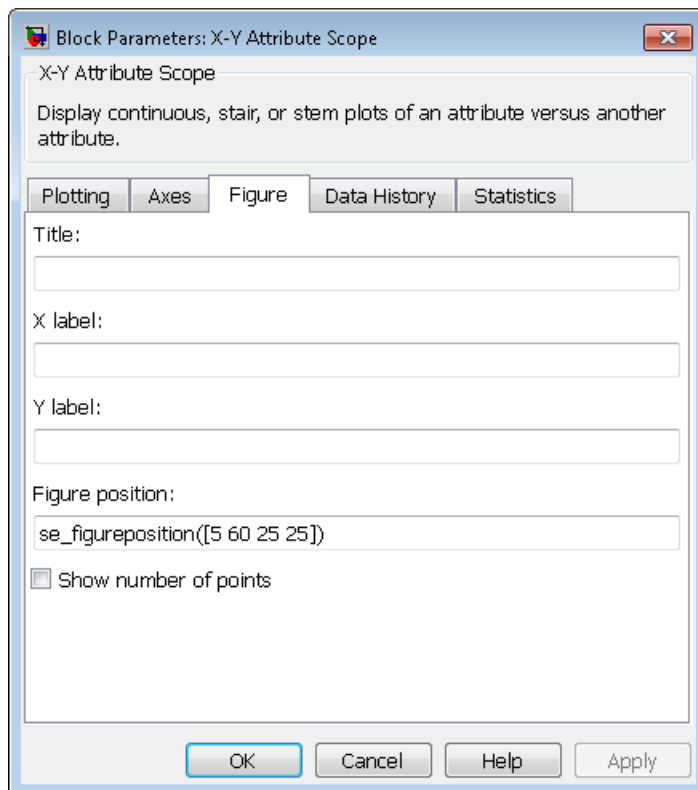 Block Parameters: X-Y Attribute Scope
X-Y Attribute Scope
Display continuous, stair, or stem plots of an attribute versus another
attribute.
Plotting Axes Figure Data History Statistics
Title:
X label:
Y label:
Figure position:
se_figureposition([5 60 25 25])
Show number of points
OK Cancel Help Apply